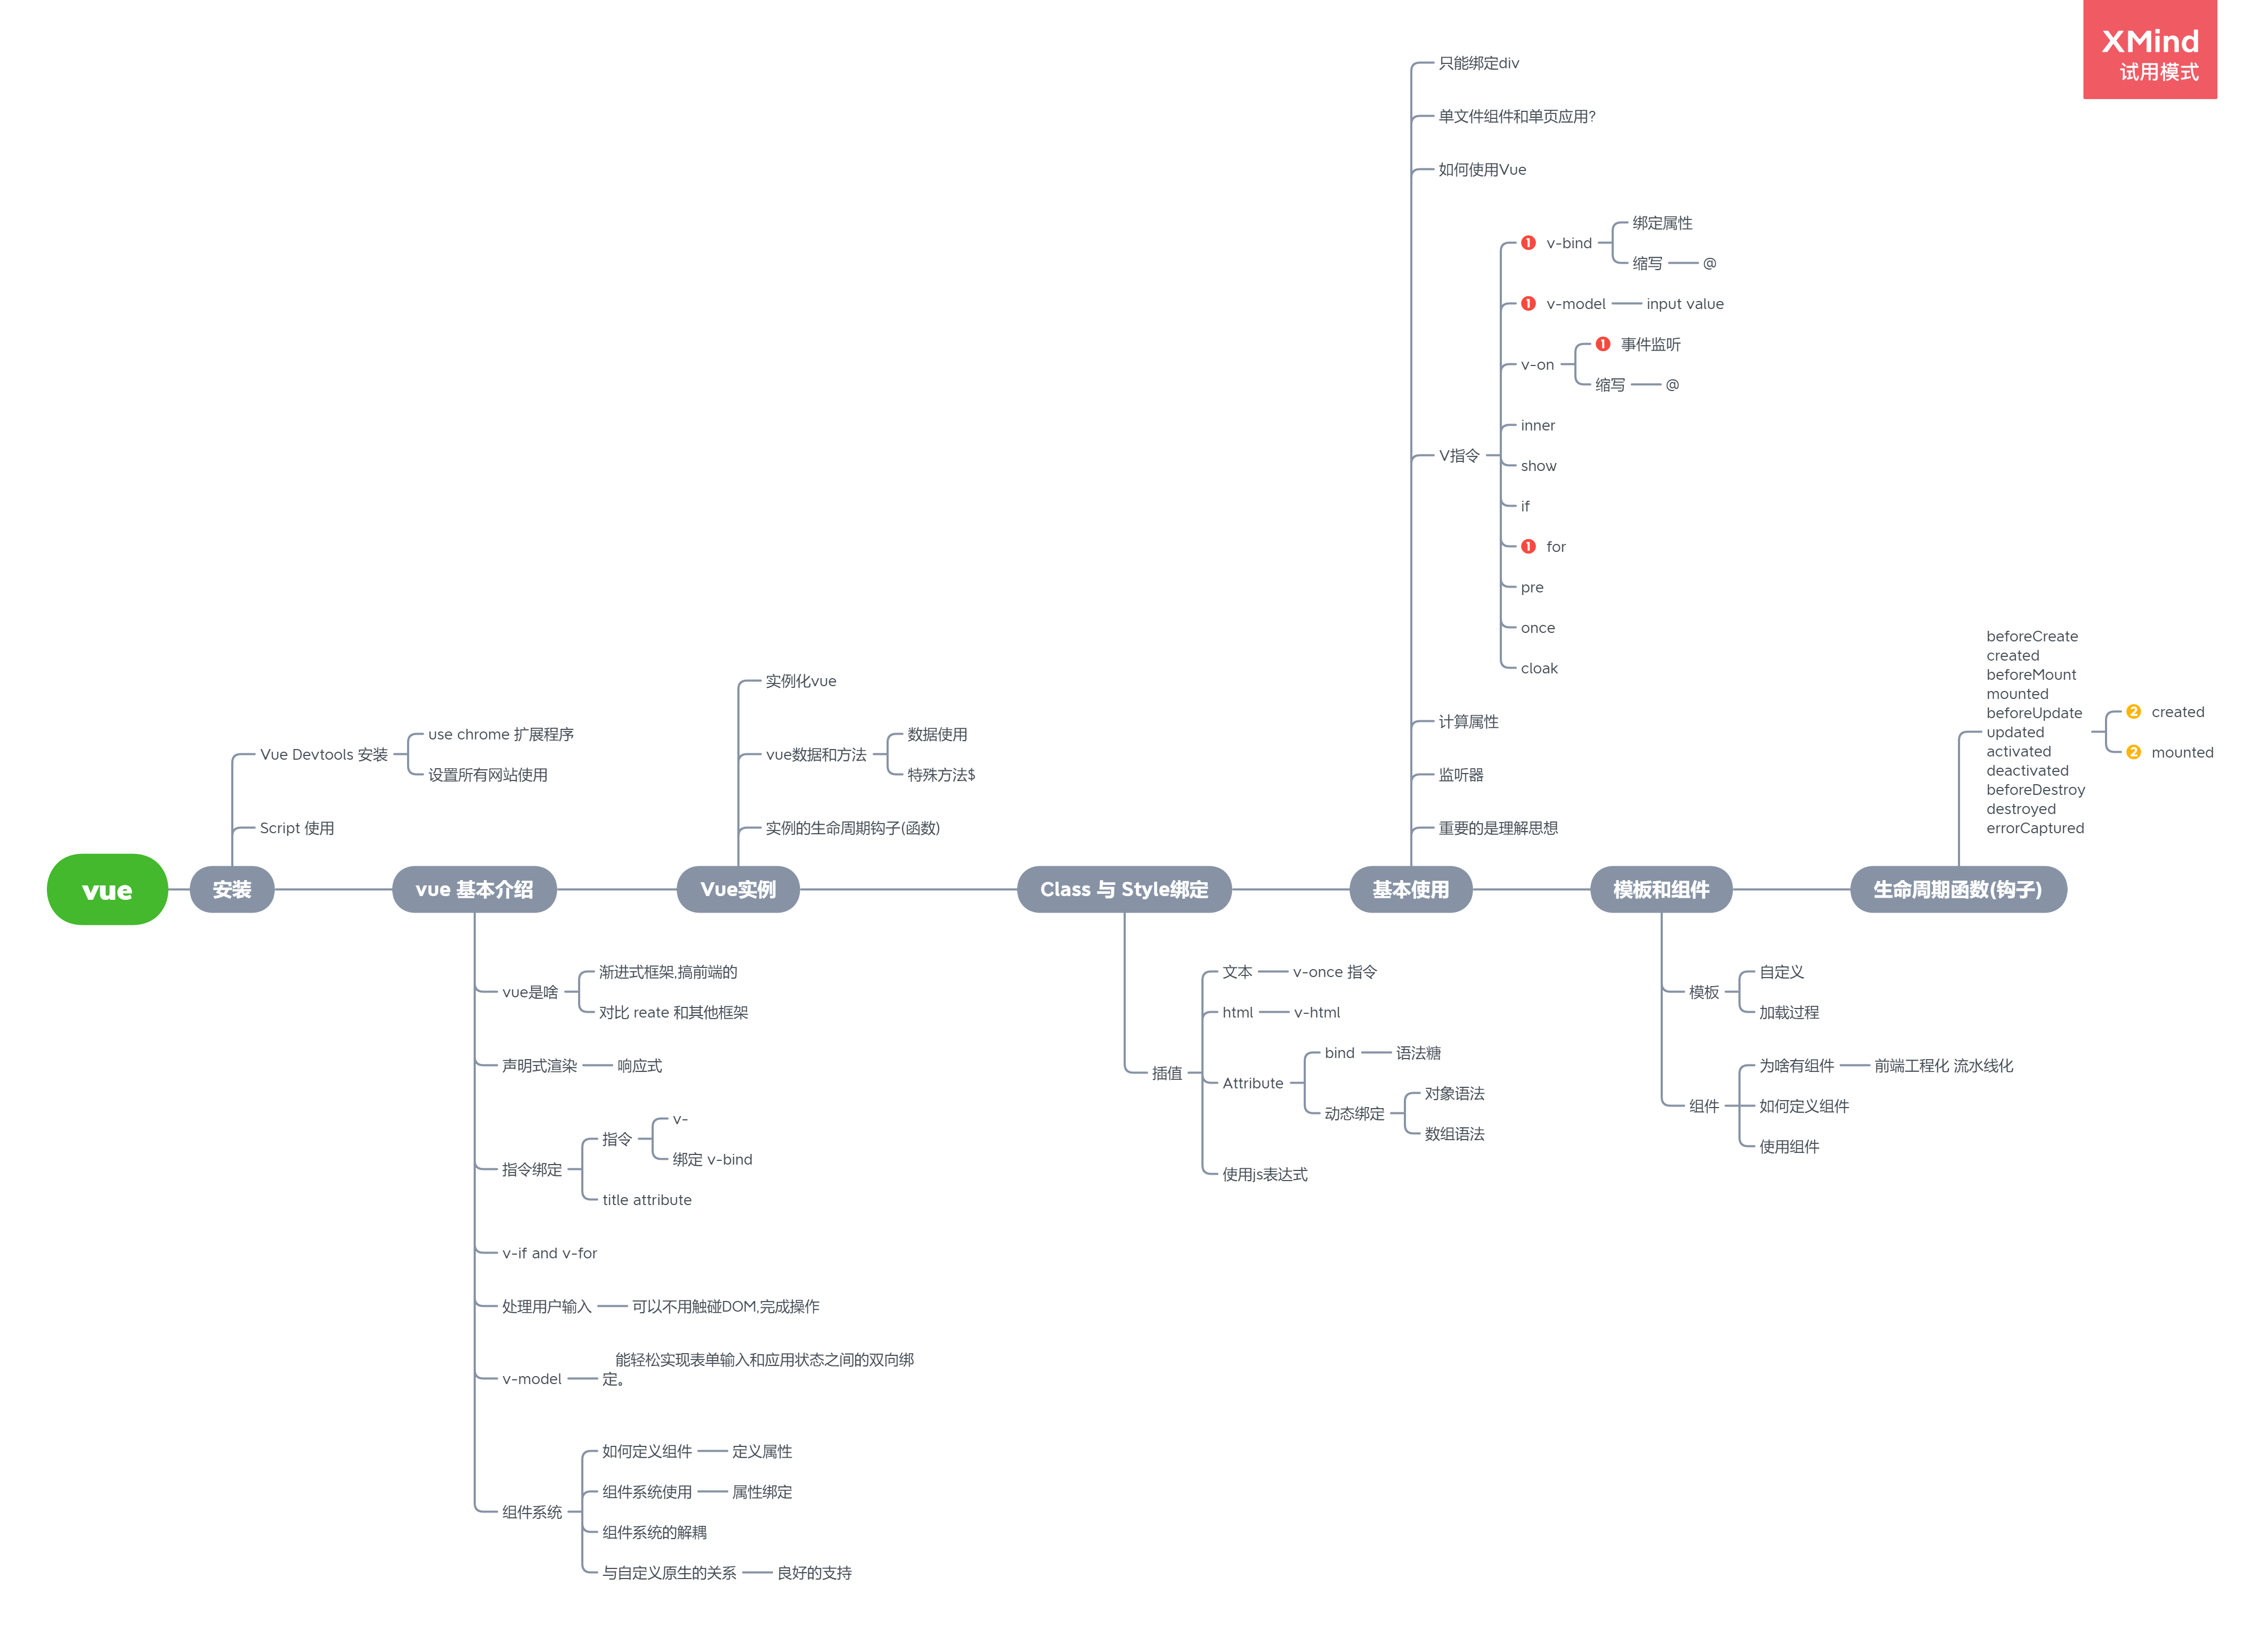 XMind
试用模式
只能绑定div
单文件组件和单页应用?
如何使用Vue
绑定属性
v-bind
缩写
@
v-model
input value
事件监听
v-on
缩写
@
inner
V指令
show
if
for
pre
once
cloak
计算属性
监听器
重要的是理解思想
beforeCreate
created
beforeMount
mounted
beforeUpdate
updated
activated
deactivated
beforeDestroy
destroyed
errorCaptured
2 created
2 mounted
实例化vue
vue数据和方法
数据使用
特殊方法$
实例的生命周期钩子(函数)
Vue Devtools 安装
use chrome 扩展程序
设置所有网站使用
Script 使用
vue
安装
vue 基本介绍
Vue实例
Class 与 Style绑定
基本使用
模板和组件
生命周期函数(钩子)
vue是啥
渐进式框架,搞前端的
对比 reate 和其他框架
声明式渲染
响应式
指令绑定
指令
v-
绑定 v-bind
title attribute
v-if and v-for
处理用户输入
可以不用触碰DOM,完成操作
v-model
能轻松实现表单输入和应用状态之间的双向绑
定。
组件系统
如何定义组件
定义属性
组件系统使用
属性绑定
组件系统的解耦
与自定义原生的关系
良好的支持
插值
文本
v-once 指令
html
v-html
Attribute
bind
语法糖
动态绑定
对象语法
数组语法
使用js表达式
模板
自定义
加载过程
组件
为啥有组件
前端工程化 流水线化
如何定义组件
使用组件